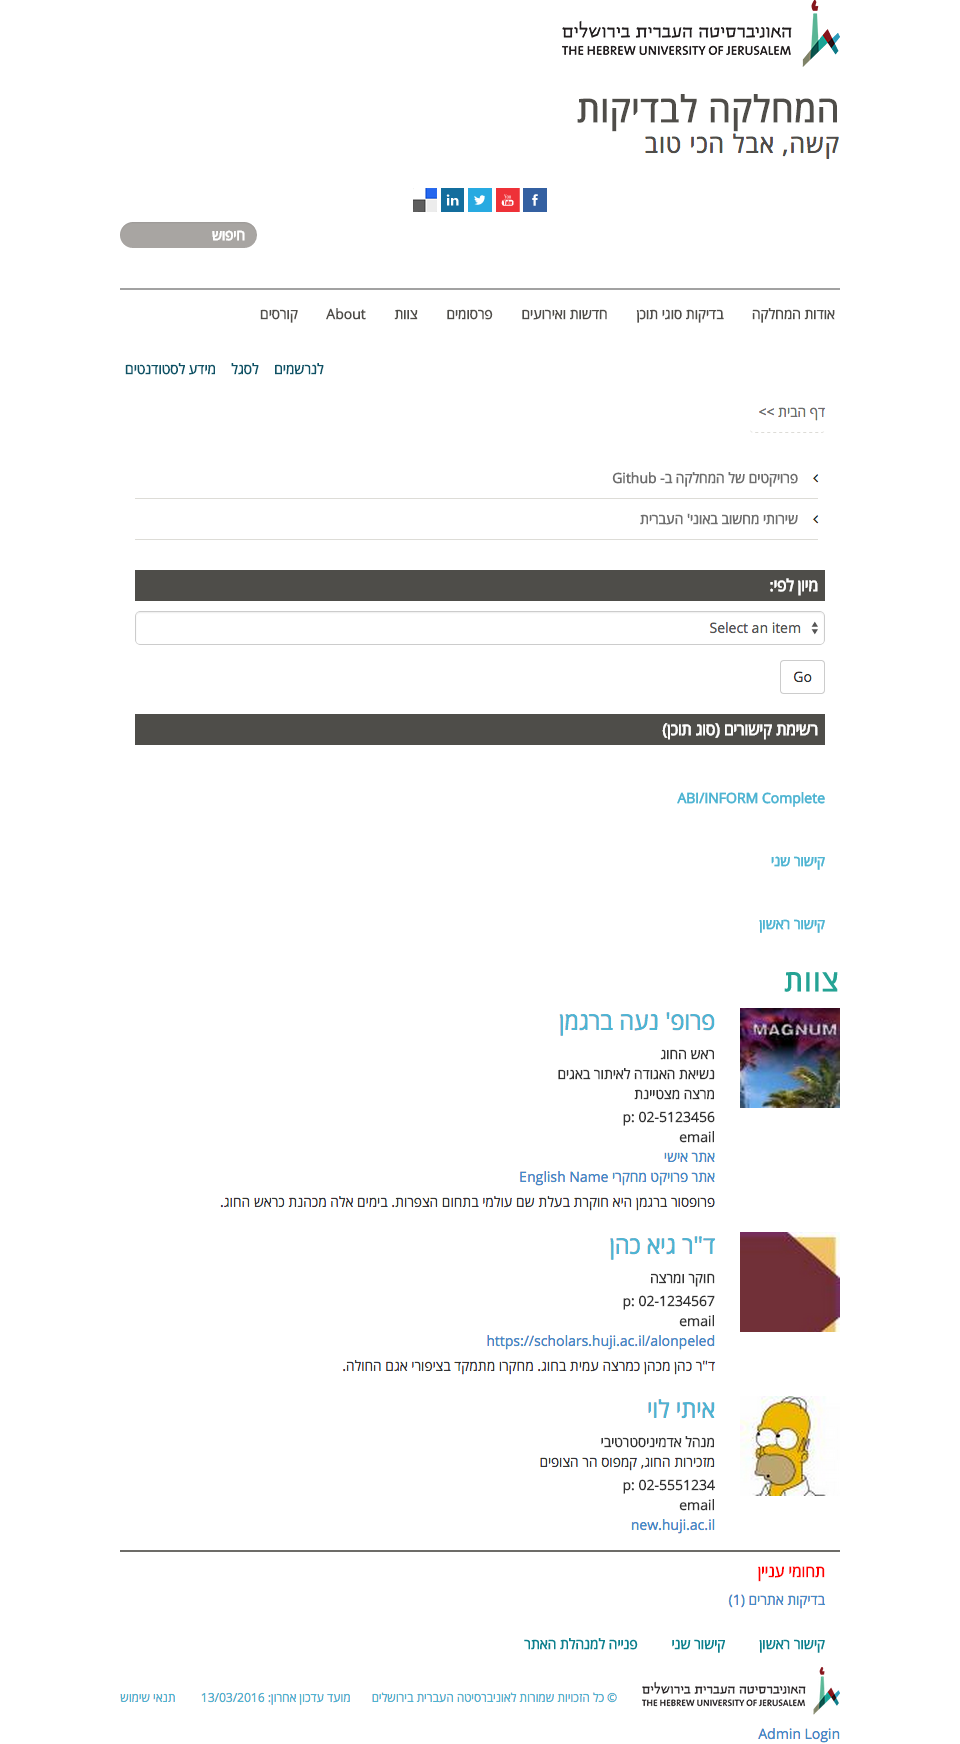 האוניברסיטה העברית בירושלים
THE HEBREW UNIVERSITY OF JERUSALEM
המחלקה לבדיקות
קשה, אבל הכי טוב
חיפוש
אודות המחלקה בדיקות סוגי תוכן חדשות ואירועים פרסומים צוות About קורסים
לנרשמים לסגל מידע לסטודנטים
דף הבית >>
פרויקטים של המחלקה ב- Github
שירותי מחשוב באוני' העברית
מיון לפי:
Select an item
Go
רשימת קישורים (סוג תוכן)
ABI/INFORM Complete
קישור שני
קישור ראשון
צוות
MAGNUM
פרופ' נעה ברגמן
ראש החוג
נשיאת האגודה לאיתור באגים
מרצה מצטיינת
p: 02-5123456
email
אתר אישי
אתר פרויקט מחקרי English Name
פרופסור ברגמן היא חוקרת בעלת שם עולמי בתחום הצפרות. בימים אלה מכהנת כראש החוג.
ד"ר גיא כהן
חוקר ומרצה
p: 02-1234567
email
https://scholars.huji.ac.il/alonpeled
ד"ר כהן מכהן כמרצה עמית בחוג. מחקרו מתמקד בציפורי אגם החולה.
איתי לוי
מנהל אדמיניסטרטיבי
מזכירות החוג, קמפוס הר הצופים
p: 02-5551234
email
new.huji.ac.il
תחומי עניין
בדיקות אתרים (1)
קישור ראשון קישור שני פנייה למנהלת האתר
האוניברסיטה העברית בירושלים
THE HEBREW UNIVERSITY OF JERUSALEM
© כל הזכויות שמורות לאוניברסיטה העברית בירושלים מועד עדכון אחרון: 13/03/2016 תנאי שימוש
Admin Login